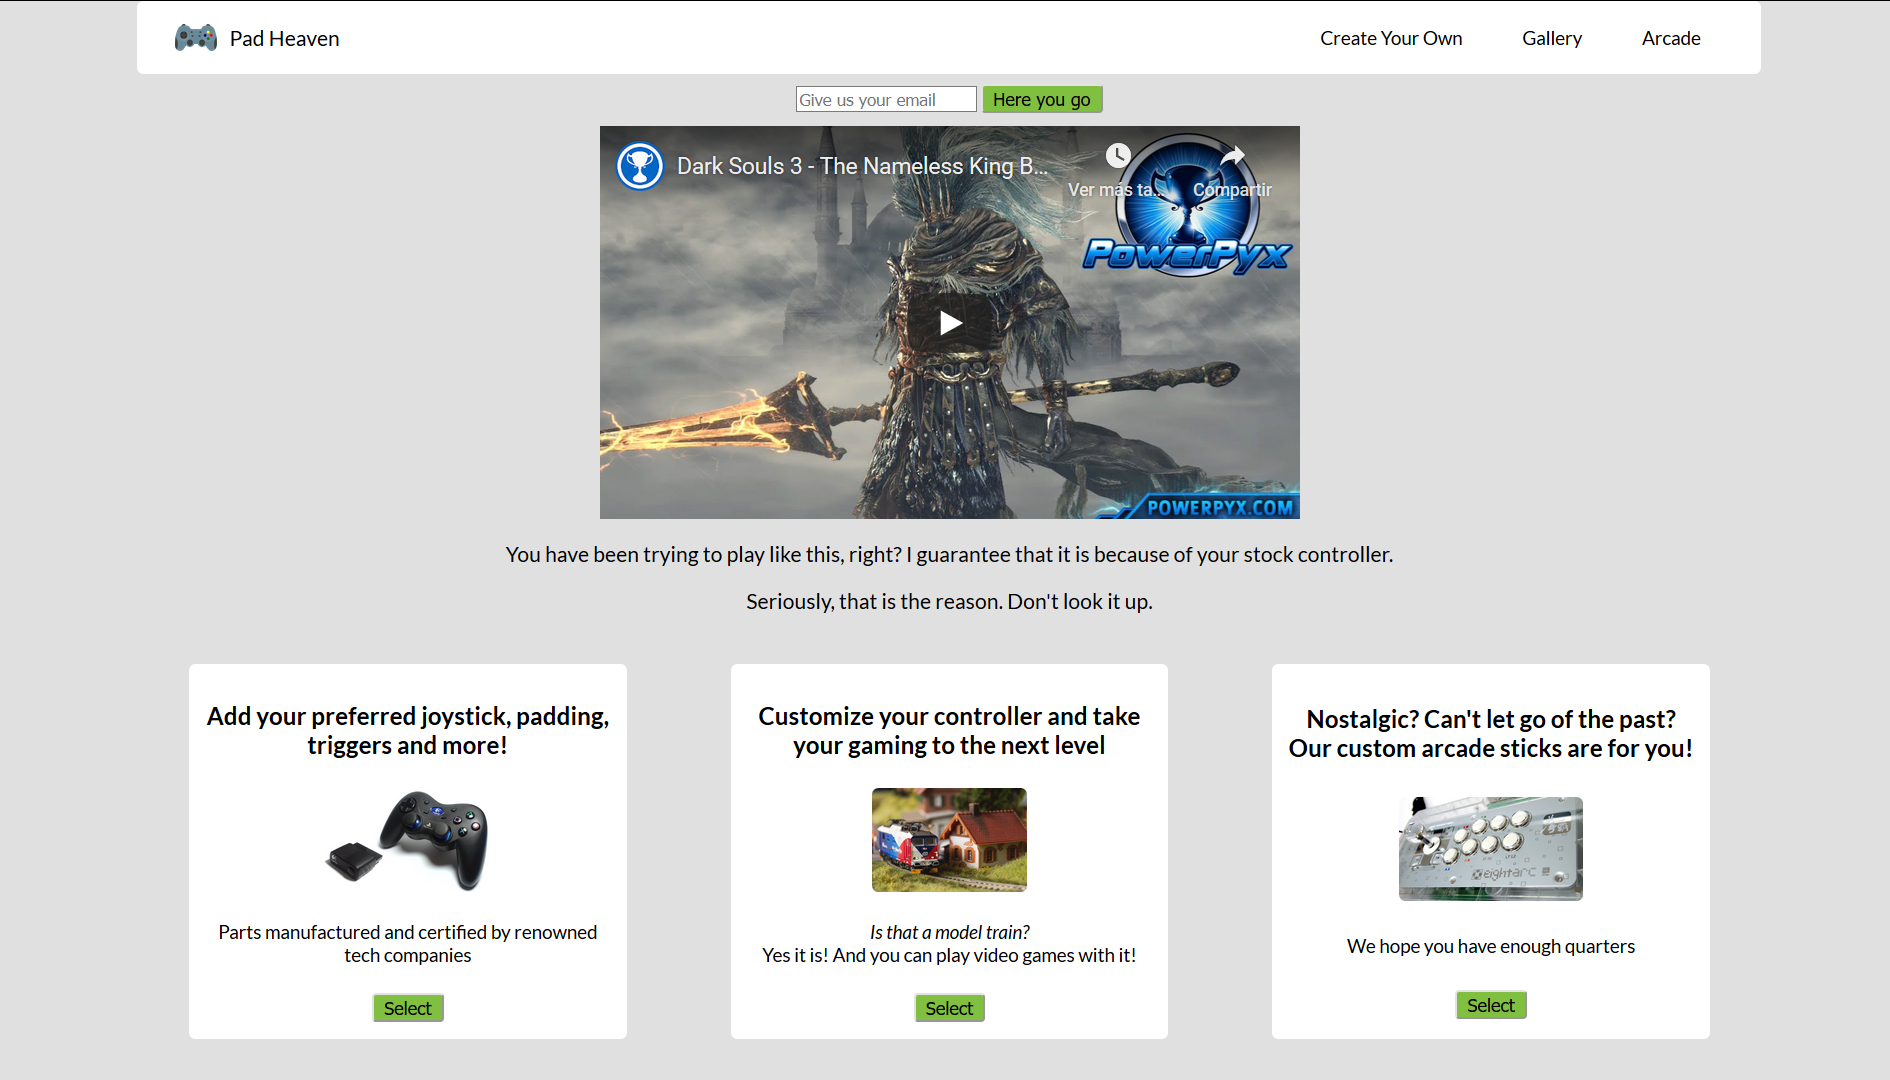 Pad Heaven
Create Your Own
Gallery
Arcade
Give us your email
Here you go
Dark Souls 3 - The Nameless King B...
Ver más ta...
Compartir
PowerPyx
POWERPYX.COM
You have been trying to play like this, right? I guarantee that it is because of your stock controller.
Seriously, that is the reason. Don't look it up.
Add your preferred joystick, padding,
triggers and more!
Parts manufactured and certified by renowned
tech companies
Select
Customize your controller and take
your gaming to the next level
Is that a model train?
Yes it is! And you can play video games with it!
Select
Nostalgic? Can't let go of the past?
Our custom arcade sticks are for you!
eightarc
We hope you have enough quarters
Select